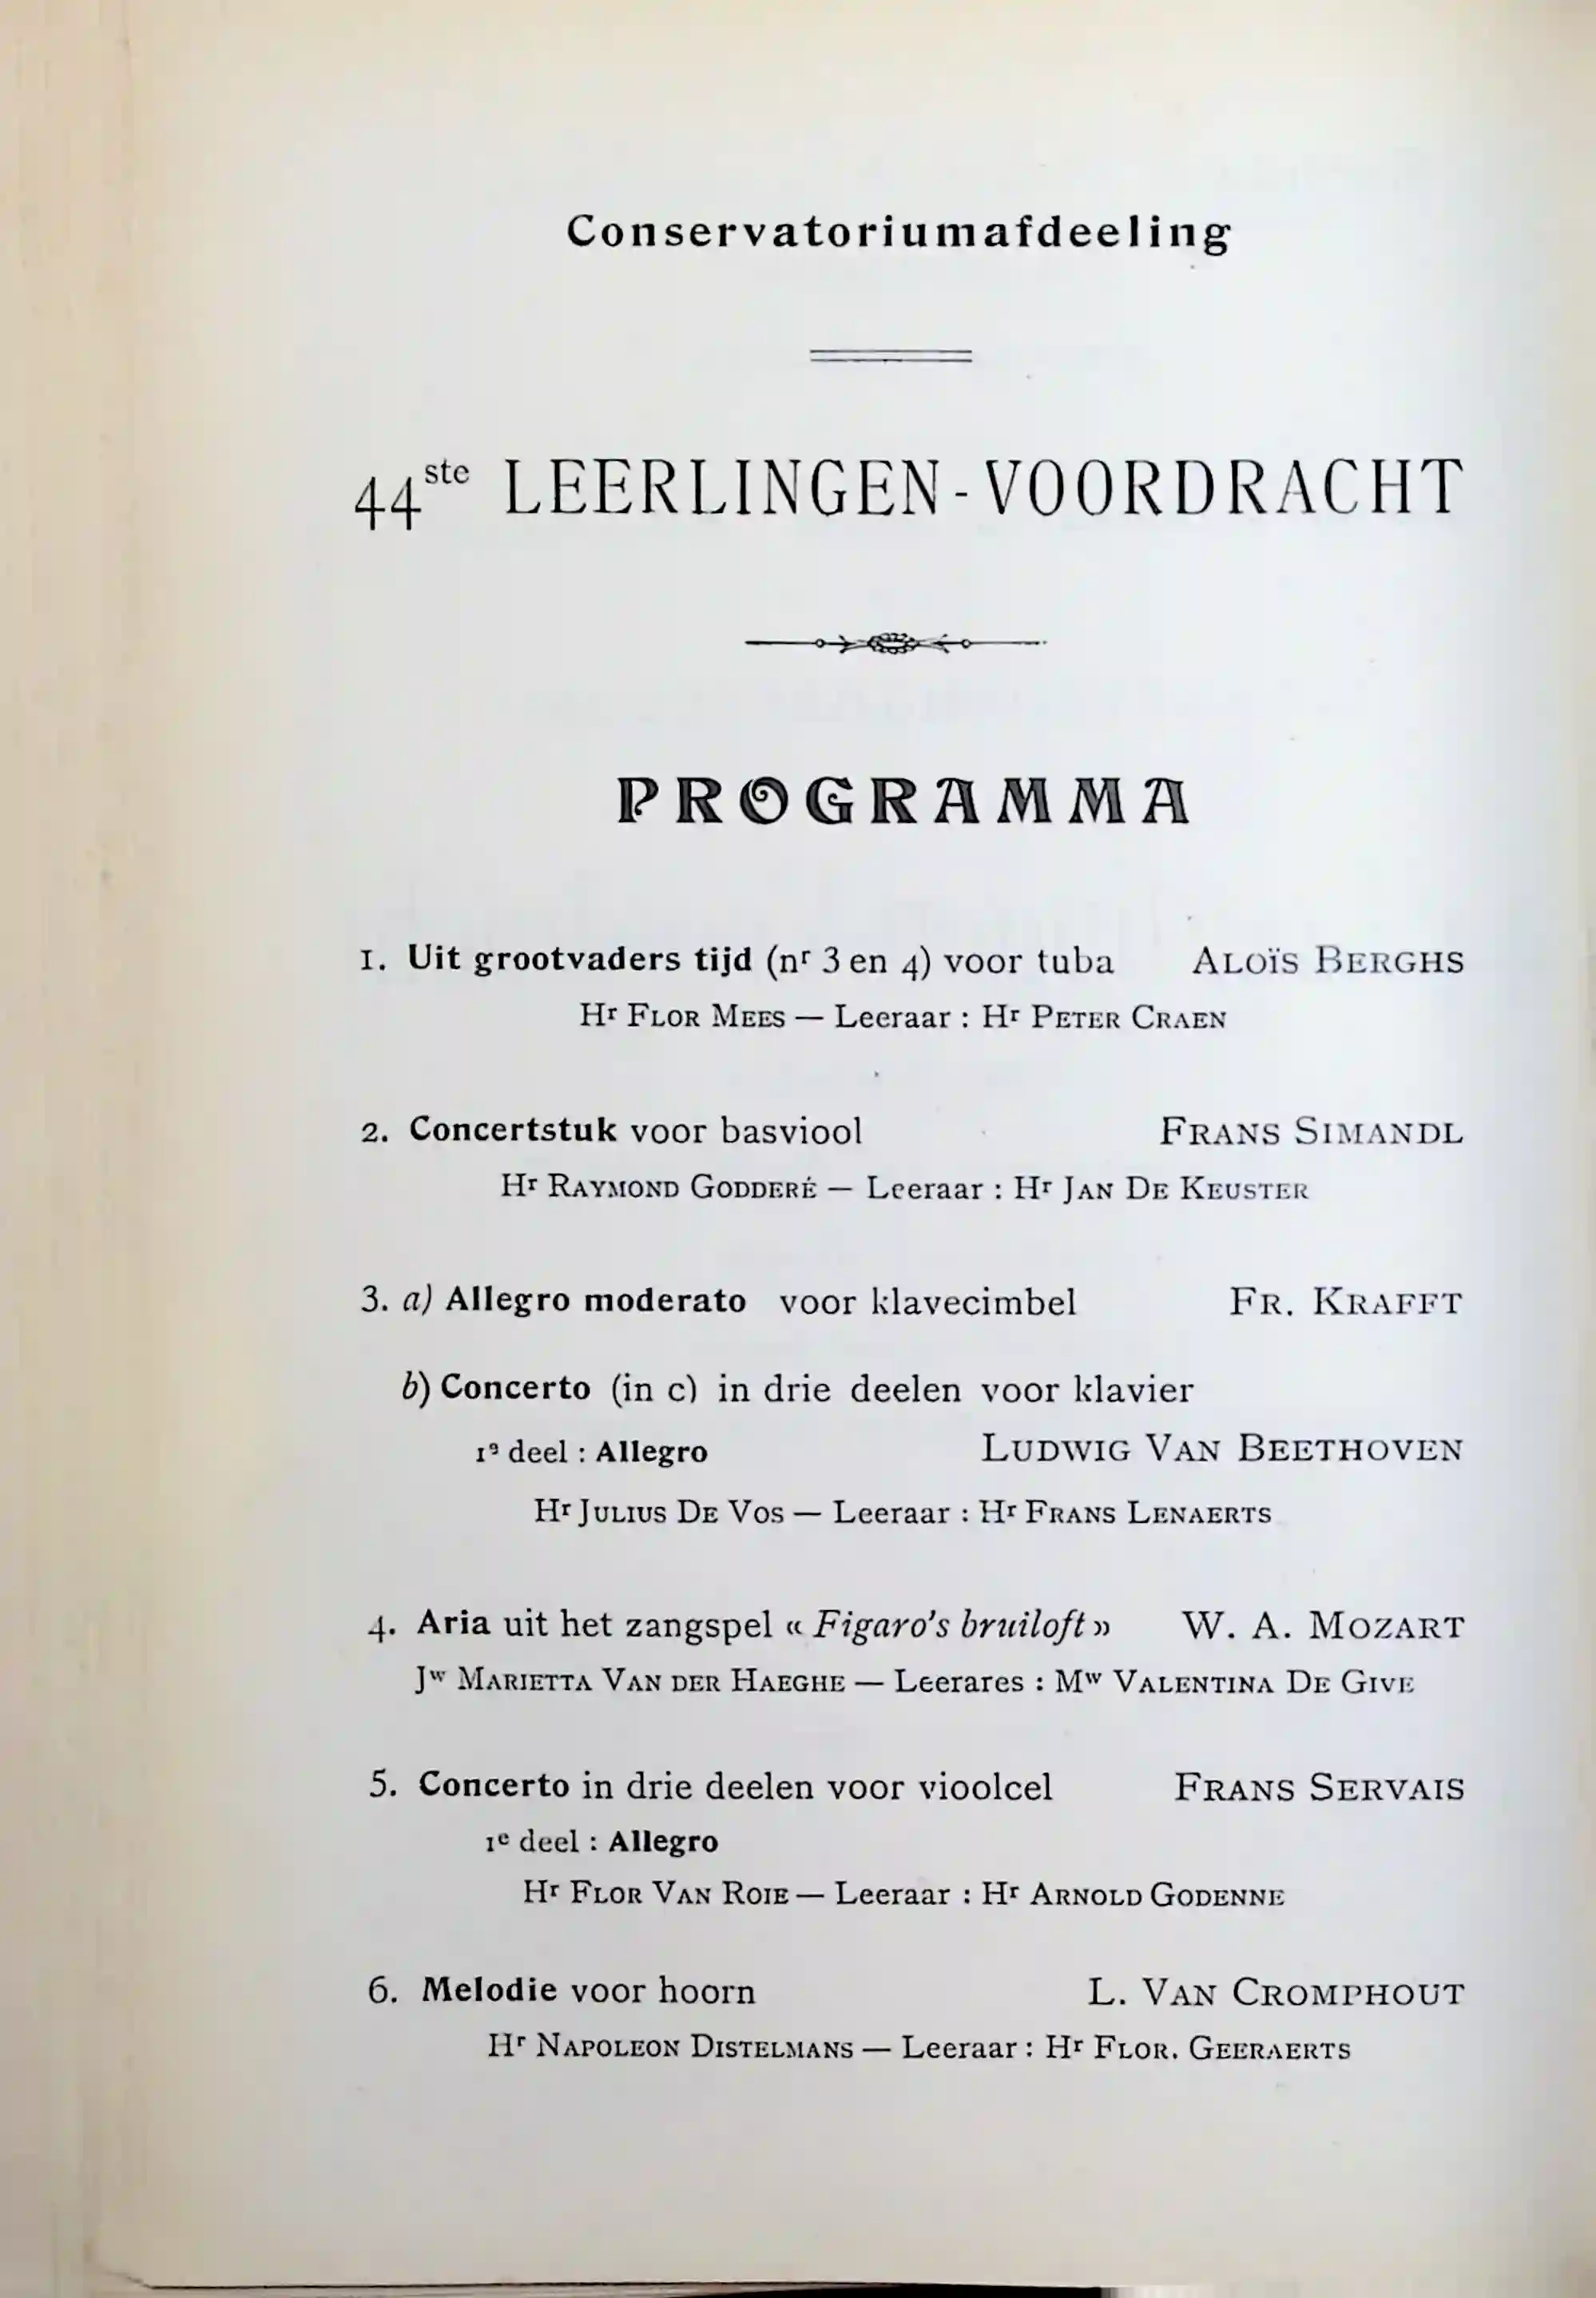 Conservatoriumafdeeling
44ste LEERLINGEN-VOORDRACHT
PROGRAMMA
1. Uit grootvaders tijd (nr 3 en 4) voor tuba ALOÏS BERGHS
Hr FLOR MEES — Leeraar : Hr PETER CRAEN
2. Concertstuk voor basviool FRANS SIMANDL
Hr RAYMOND GODDERÉ — Leeraar : Hr JAN DE KEUSTER
3. a) Allegro moderato voor klavecimbel FR. KRAFFT
b) Concerto (in c) in drie deelen voor klavier
1e deel : Allegro LUDWIG VAN BEETHOVEN
Hr JULIUS DE VOS — Leeraar : Hr FRANS LENAERTS
4. Aria uit het zangspel « Figaro's bruiloft » W. A. MOZART
Jw MARIETTA VAN DER HAEGHE — Leerares : Mw VALENTINA DE GIVE
5. Concerto in drie deelen voor vioolcel FRANS SERVAIS
1e deel : Allegro
Hr FLOR VAN ROIE — Leeraar : Hr ARNOLD GODENNE
6. Melodie voor hoorn L. VAN CROMPHOUT
Hr NAPOLEON DISTELMANS — Leeraar : Hr FLOR. GEERAERTS